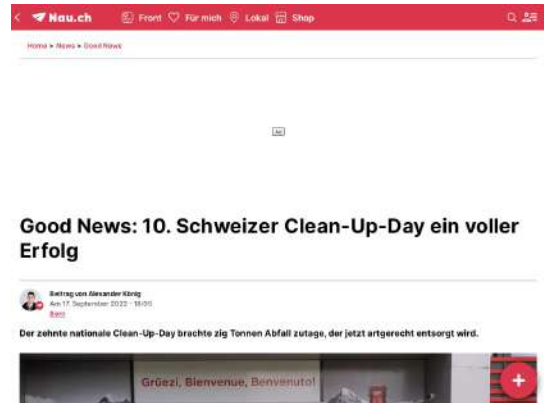 Nau.ch Front Für mich Lokal Shop
Home > News > Good News
Ad
Good News: 10. Schweizer Clean-Up-Day ein voller
Erfolg
Beitrag von Alexander König
Am 17. September 2022 - 18:00
Bern
Der zehnte nationale Clean-Up-Day brachte zig Tonnen Abfall zutage, der jetzt artgerecht entsorgt wird.
Grüezi, Bienvenue, Benvenuto!